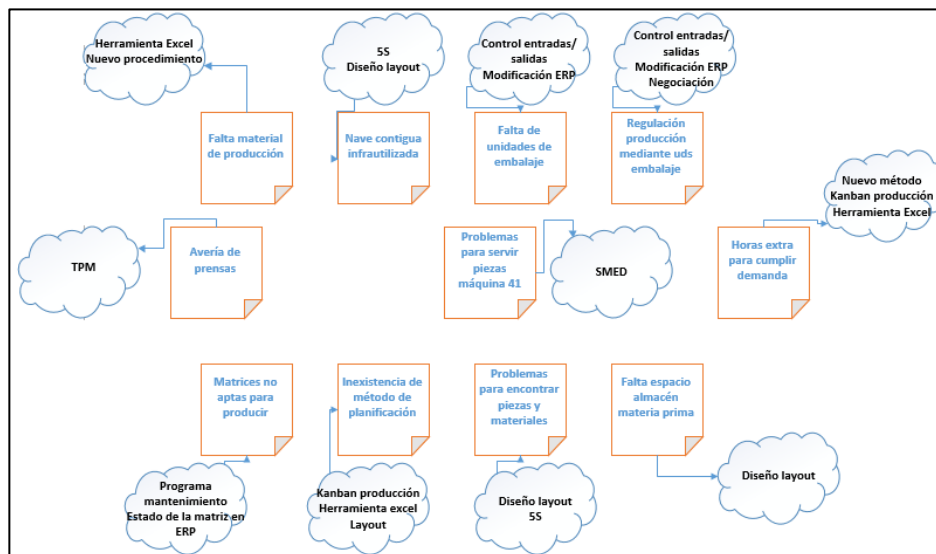 Herramienta Excel
Nuevo procedimiento
5S
Diseño layout
Control entradas/
salidas
Modificación ERP
Control entradas/
salidas
Modificación ERP
Negociación
Falta material
de producción
Nave contigua
infrautilizada
Falta de
unidades de
embalaje
Regulación
producción
mediante uds
embalaje
Nuevo método
Kanban producción
Herramienta Excel
TPM
Avería de
prensas
Problemas
para servir
piezas
máquina 41
SMED
Horas extra
para cumplir
demanda
Matrices no
aptas para
producir
Inexistencia de
método de
planificación
Problemas
para encontrar
piezas y
materiales
Falta espacio
almacén
materia prima
Programa
mantenimiento
Estado de la matriz en
ERP
Kanban producción
Herramienta excel
Layout
Diseño layout
5S
Diseño layout